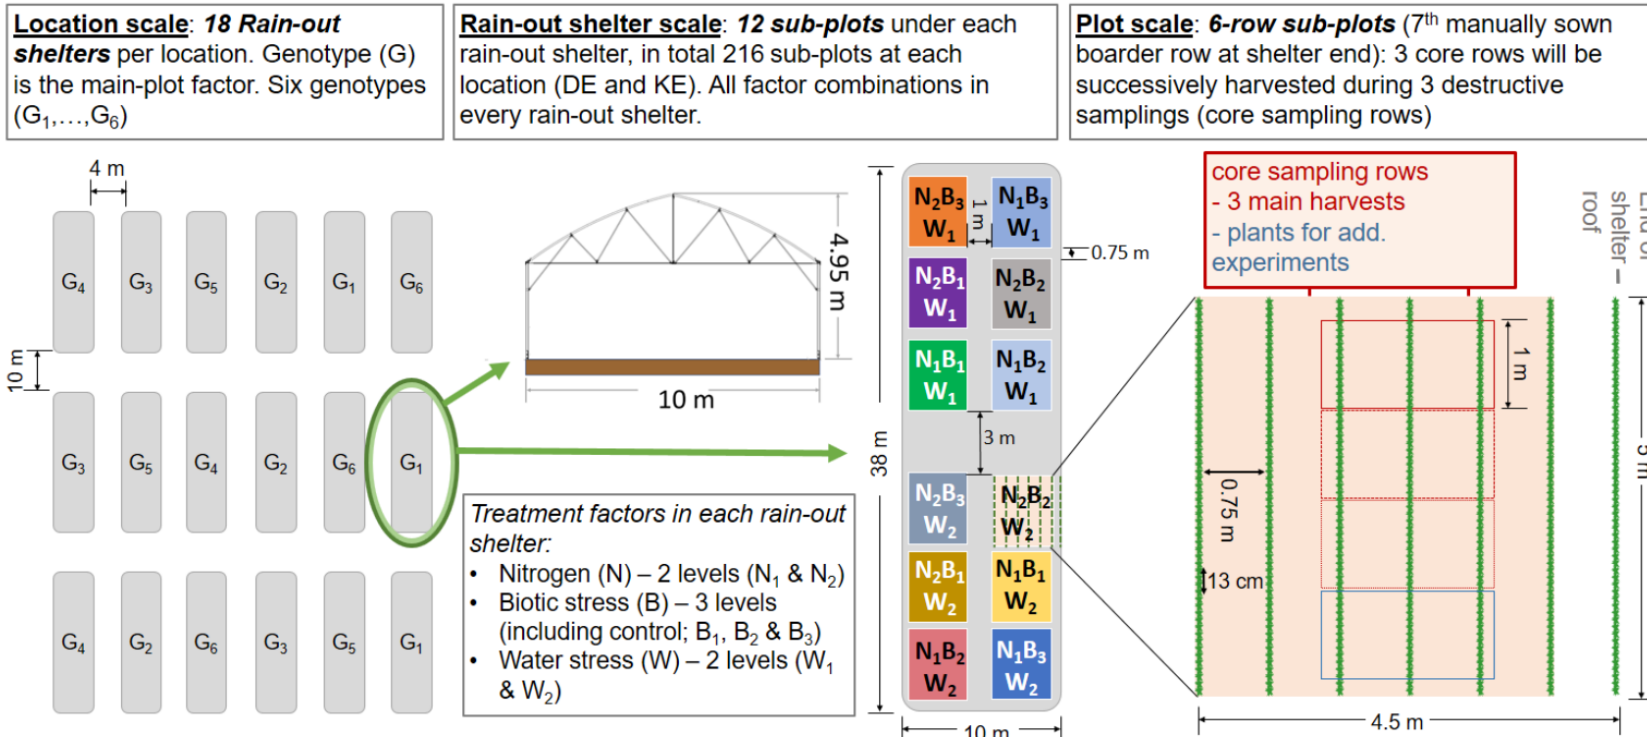 Location scale: 18 Rain-out
shelters per location. Genotype (G)
is the main-plot factor. Six genotypes
(G₁,…,G₆)
Rain-out shelter scale: 12 sub-plots under each
rain-out shelter, in total 216 sub-plots at each
location (DE and KE). All factor combinations in
every rain-out shelter.
Plot scale: 6-row sub-plots (7ᵗʰ manually sown
boarder row at shelter end): 3 core rows will be
successively harvested during 3 destructive
samplings (core sampling rows)
4 m
G₄ G₃ G₅ G₂ G₁ G₆
10 m
G₃ G₅ G₄ G₂ G₆ G₁
G₄ G₂ G₆ G₃ G₅ G₁
4.95 m
10 m
Treatment factors in each rain-out
shelter:
• Nitrogen (N) – 2 levels (N₁ & N₂)
• Biotic stress (B) – 3 levels
(including control; B₁, B₂ & B₃)
• Water stress (W) – 2 levels (W₁
& W₂)
38 m
N₂B₃
W₁
1 m
N₁B₃
W₁
0.75 m
N₂B₁
W₁
N₂B₂
W₁
N₁B₁
W₁
N₁B₂
W₁
3 m
N₂B₃
W₂
N₂B₂
W₂
N₂B₁
W₂
N₁B₁
W₂
N₁B₂
W₂
N₁B₃
W₂
10 m
core sampling rows
- 3 main harvests
- plants for add.
experiments
End of
shelter –
roof
1 m
0.75 m
13 cm
5 m
4.5 m